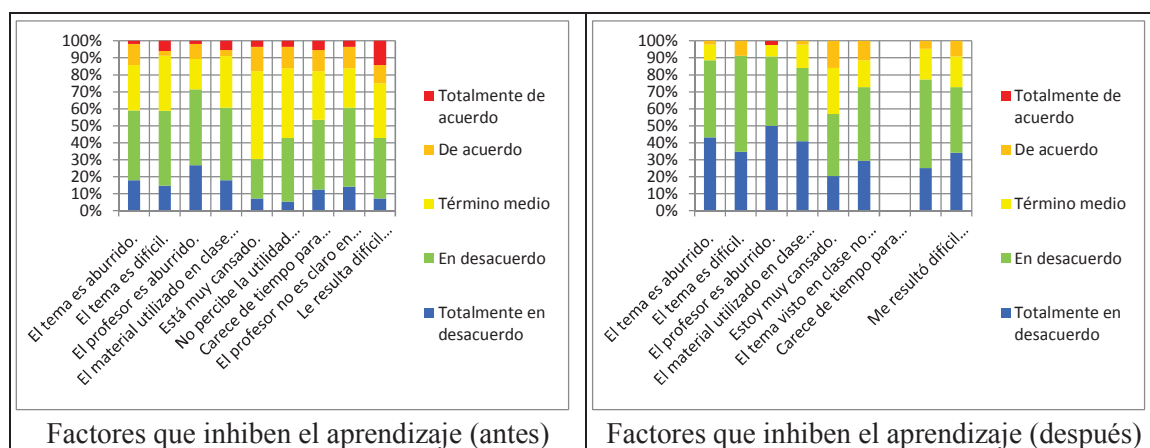 100%
90%
80%
70%
60%
50%
40%
30%
20%
10%
0%
El tema es aburrido.
El tema es difícil.
El profesor es aburrido.
El material utilizado en clase...
Está muy cansado.
No percibe la utilidad...
Carece de tiempo para...
El profesor no es claro en...
Le resulta difícil...
Totalmente de
acuerdo
De acuerdo
Término medio
En desacuerdo
Totalmente en
desacuerdo
Factores que inhiben el aprendizaje (antes)
100%
90%
80%
70%
60%
50%
40%
30%
20%
10%
0%
El tema es aburrido.
El tema es difícil.
El profesor es aburrido.
El material utilizado en clase...
Estoy muy cansado.
El tema visto en clase no...
Carece de tiempo para...
Me resultó difícil...
Totalmente de
acuerdo
De acuerdo
Término medio
En desacuerdo
Totalmente en
desacuerdo
Factores que inhiben el aprendizaje (después)